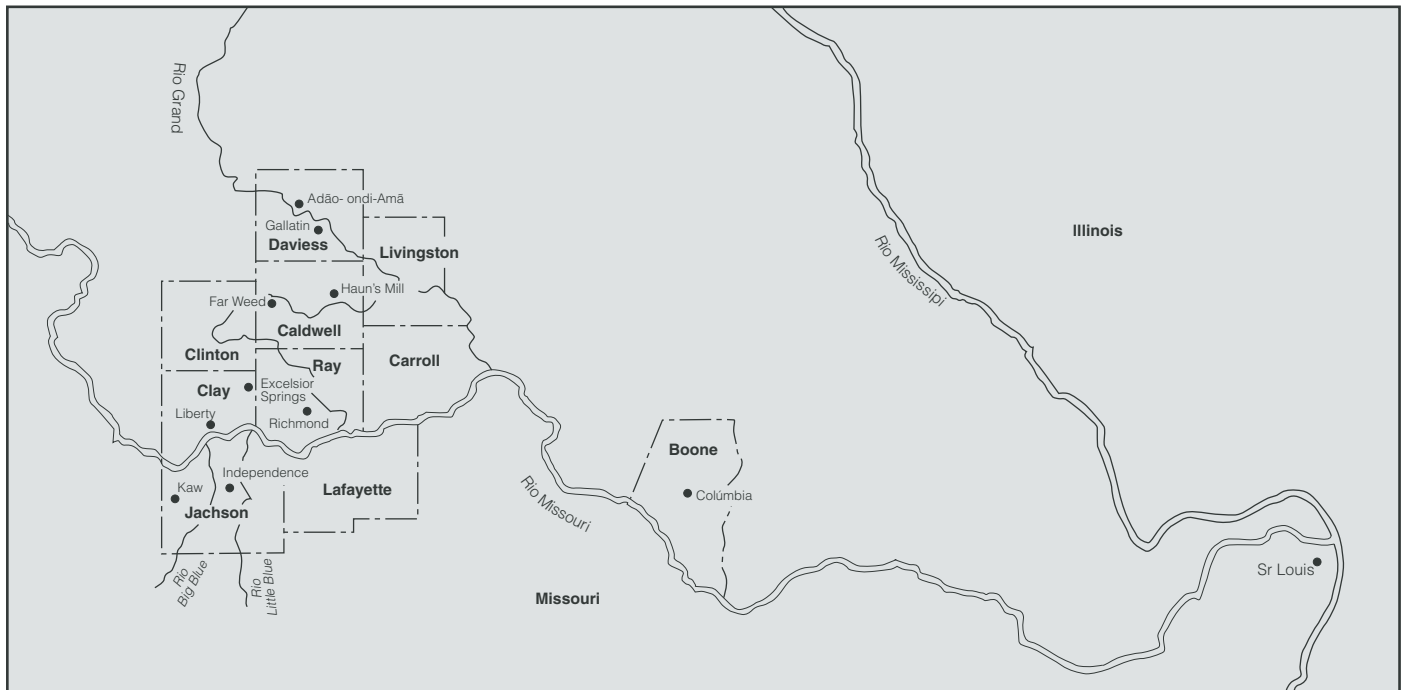 Rio Grand
Adão- ondi-Amã
Gallatin
Daviess
Livingston
Illinois
Rio Mississipi
Haun's Mill
Far Weed
Caldwell
Clinton
Ray
Carroll
Clay
Excelsior
Springs
Liberty
Richmond
Boone
Independence
Kaw
Lafayette
Colúmbia
Rio Missouri
Jachson
Rio
Big Blue
Rio
Little Blue
Missouri
Sr Louis